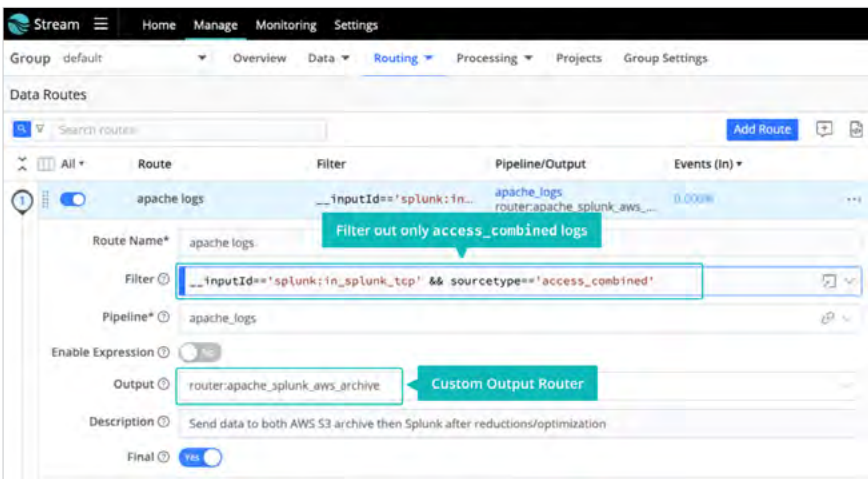 Stream Home Manage Monitoring Settings
Group default Overview Data Routing Processing Projects Group Settings
Data Routes
Search routes Add Route
All Route Filter Pipeline/Output Events (In)
1 apache logs __inputId=='splunk:in... apache_logs 0.000%
router:apache_splunk_aws_...
Filter out only access_combined logs
Route Name* apache logs
Filter __inputId=='splunk:in_splunk_tcp' && sourcetype=='access_combined'
Pipeline* apache_logs
Enable Expression No
Output router:apache_splunk_aws_archive Custom Output Router
Description Send data to both AWS S3 archive then Splunk after reductions/optimization
Final Yes